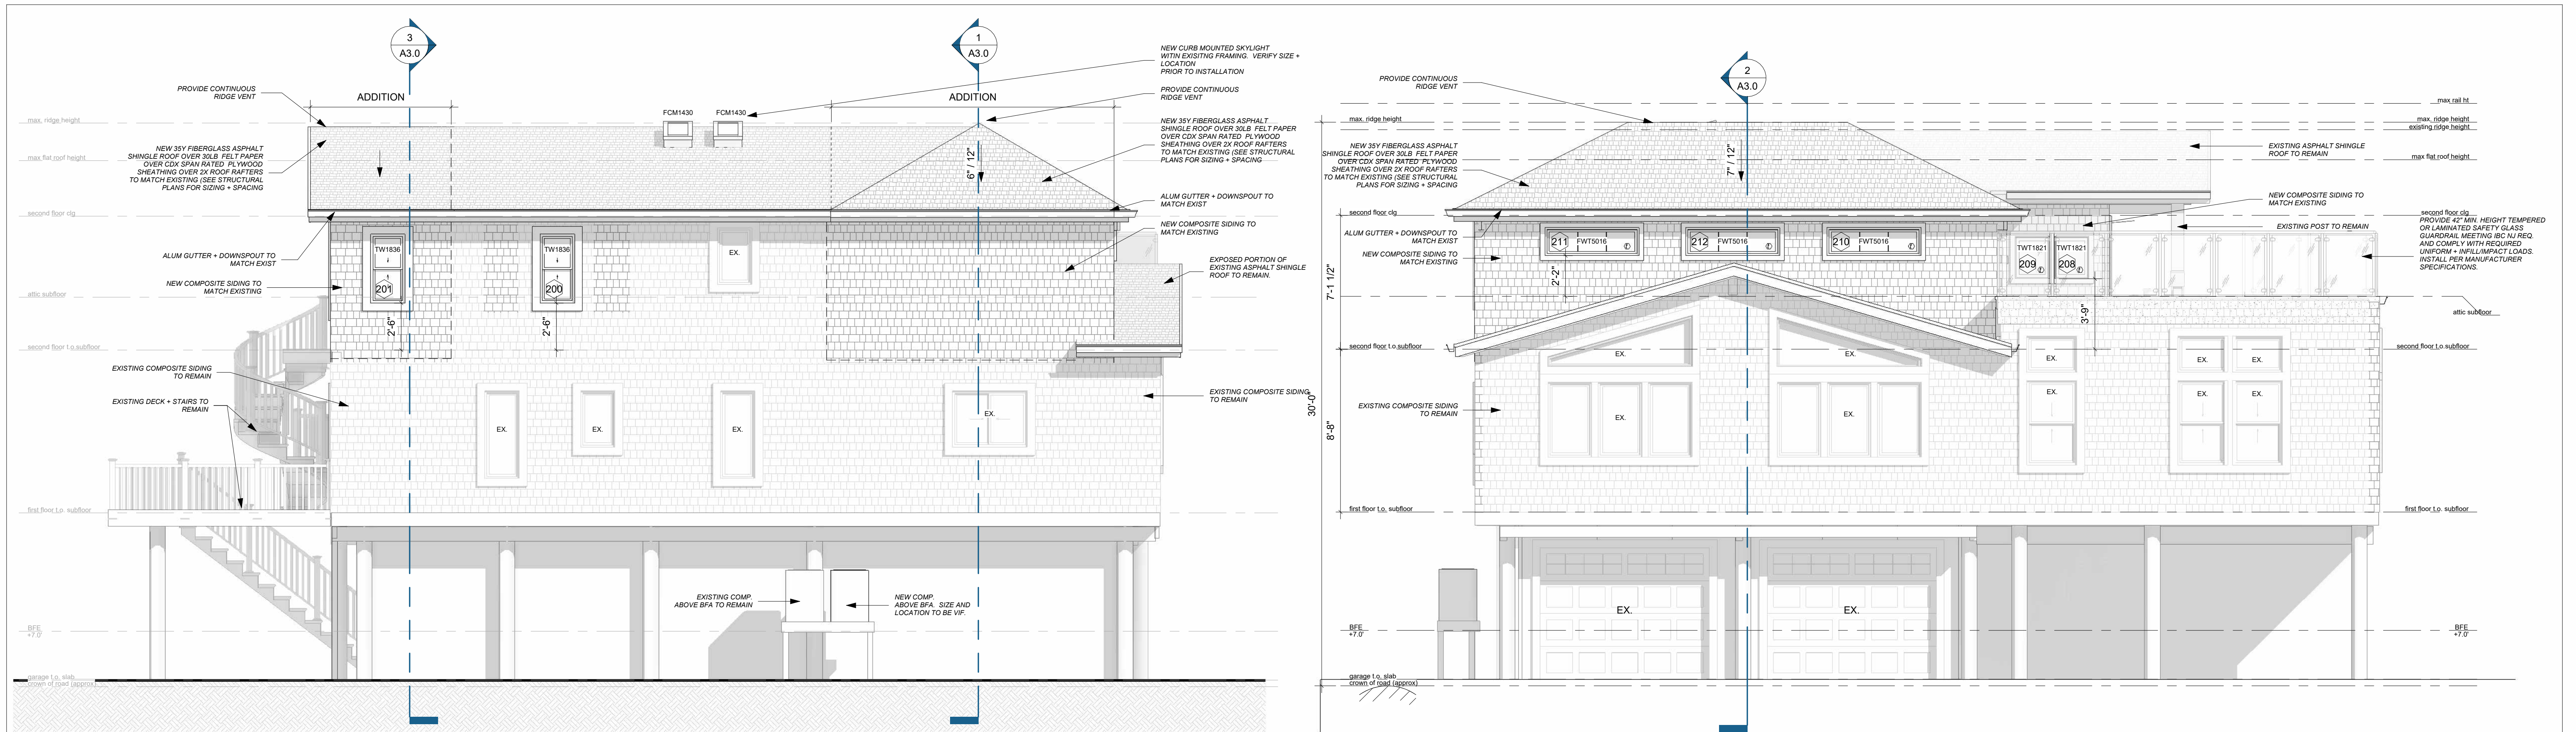 3
A3.0
1
A3.0
NEW CURB MOUNTED SKYLIGHT
WITIN EXISITNG FRAMING. VERIFY SIZE +
LOCATION
PRIOR TO INSTALLATION
PROVIDE CONTINUOUS
RIDGE VENT
ADDITION
FCM1430
FCM1430
ADDITION
PROVIDE CONTINUOUS
RIDGE VENT
max. ridge height
NEW 35Y FIBERGLASS ASPHALT
SHINGLE ROOF OVER 30LB FELT PAPER
OVER CDX SPAN RATED PLYWOOD
SHEATHING OVER 2X ROOF RAFTERS
TO MATCH EXISTING (SEE STRUCTURAL
PLANS FOR SIZING + SPACING
max flat roof height
NEW 35Y FIBERGLASS ASPHALT
SHINGLE ROOF OVER 30LB FELT PAPER
OVER CDX SPAN RATED PLYWOOD
SHEATHING OVER 2X ROOF RAFTERS
TO MATCH EXISTING (SEE STRUCTURAL
PLANS FOR SIZING + SPACING
6" / 12"
ALUM GUTTER + DOWNSPOUT TO
MATCH EXIST
second floor clg
NEW COMPOSITE SIDING TO
MATCH EXISTING
TW1836
TW1836
EX.
ALUM GUTTER + DOWNSPOUT TO
MATCH EXIST
EXPOSED PORTION OF
EXISTING ASPHALT SHINGLE
ROOF TO REMAIN.
NEW COMPOSITE SIDING TO
MATCH EXISTING
201
200
attic subfloor
2'-6"
2'-6"
second floor t.o.subfloor
EXISTING COMPOSITE SIDING
TO REMAIN
EXISTING DECK + STAIRS TO
REMAIN
EXISTING COMPOSITE SIDING
TO REMAIN
EX.
EX.
EX.
EX.
first floor t.o. subfloor
EXISTING COMP.
ABOVE BFA TO REMAIN
NEW COMP.
ABOVE BFA. SIZE AND
LOCATION TO BE VIF.
BFE
+7.0'
garage t.o. slab
crown of road (approx)
2
A3.0
PROVIDE CONTINUOUS
RIDGE VENT
max rail ht
max. ridge height
max. ridge height
existing ridge height
NEW 35Y FIBERGLASS ASPHALT
SHINGLE ROOF OVER 30LB FELT PAPER
OVER CDX SPAN RATED PLYWOOD
SHEATHING OVER 2X ROOF RAFTERS
TO MATCH EXISTING (SEE STRUCTURAL
PLANS FOR SIZING + SPACING
7" / 12"
EXISTING ASPHALT SHINGLE
ROOF TO REMAIN
max flat roof height
NEW COMPOSITE SIDING TO
MATCH EXISTING
second floor clg
second floor clg
PROVIDE 42" MIN. HEIGHT TEMPERED
OR LAMINATED SAFETY GLASS
GUARDRAIL MEETING IBC NJ REQ.
AND COMPLY WITH REQUIRED
UNIFORM + INFILL/IMPACT LOADS.
INSTALL PER MANUFACTURER
SPECIFICATIONS.
EXISTING POST TO REMAIN
ALUM GUTTER + DOWNSPOUT TO
MATCH EXIST
NEW COMPOSITE SIDING TO
MATCH EXISTING
211
FWT5016
212
FWT5016
210
FWT5016
TWT1821
TWT1821
209
208
2'-2"
7'-1 1/2"
3'-9"
attic subfloor
second floor t.o.subfloor
second floor t.o.subfloor
EX.
EX.
EX.
EX.
EX.
EX.
EX.
EX.
EX.
EX.
EXISTING COMPOSITE SIDING
TO REMAIN
30'-0"
8'-8"
first floor t.o. subfloor
first floor t.o. subfloor
EX.
EX.
BFE
+7.0'
BFE
+7.0'
garage t.o. slab
crown of road (approx)